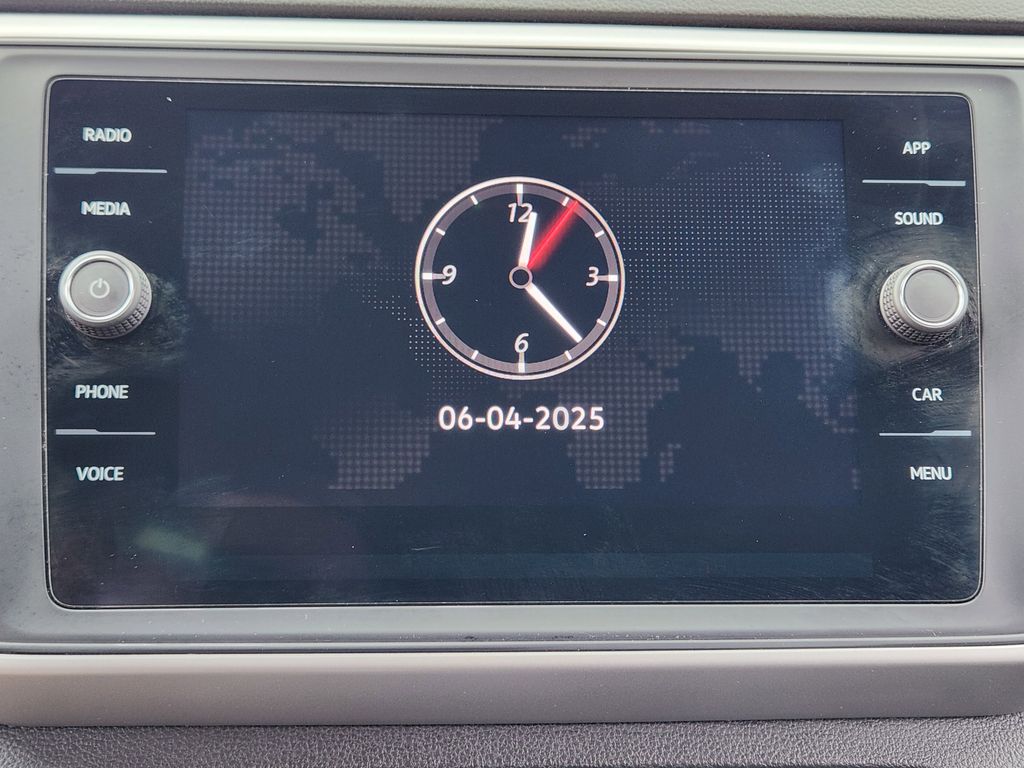 RADIO
MEDIA
PHONE
VOICE
12
9
3
6
06-04-2025
APP
SOUND
CAR
MENU